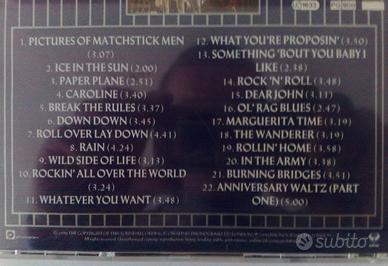 1. PICTURES OF MATCHSTICK MEN
(3.07)
2. ICE IN THE SUN (2.00)
3. PAPER PLANE (2.51)
4. CAROLINE (3.40)
5. BREAK THE RULES (3.37)
6. DOWN DOWN (3.45)
7. ROLL OVER LAY DOWN (4.41)
8. RAIN (4.24)
9. WILD SIDE OF LIFE (3.13)
10. ROCKIN' ALL OVER THE WORLD
(3.24)
11. WHATEVER YOU WANT (3.48)
12. WHAT YOU'RE PROPOSIN' (3.50)
13. SOMETHING 'BOUT YOU BABY I
LIKE (2.38)
14. ROCK 'N' ROLL (3.48)
15. DEAR JOHN (3.11)
16. OL' RAG BLUES (2.47)
17. MARGUERITA TIME (3.19)
18. THE WANDERER (3.19)
19. ROLLIN' HOME (3.58)
20. IN THE ARMY (3.38)
21. BURNING BRIDGES (3.51)
22. ANNIVERSARY WALTZ (PART
ONE) (5.00)
subito